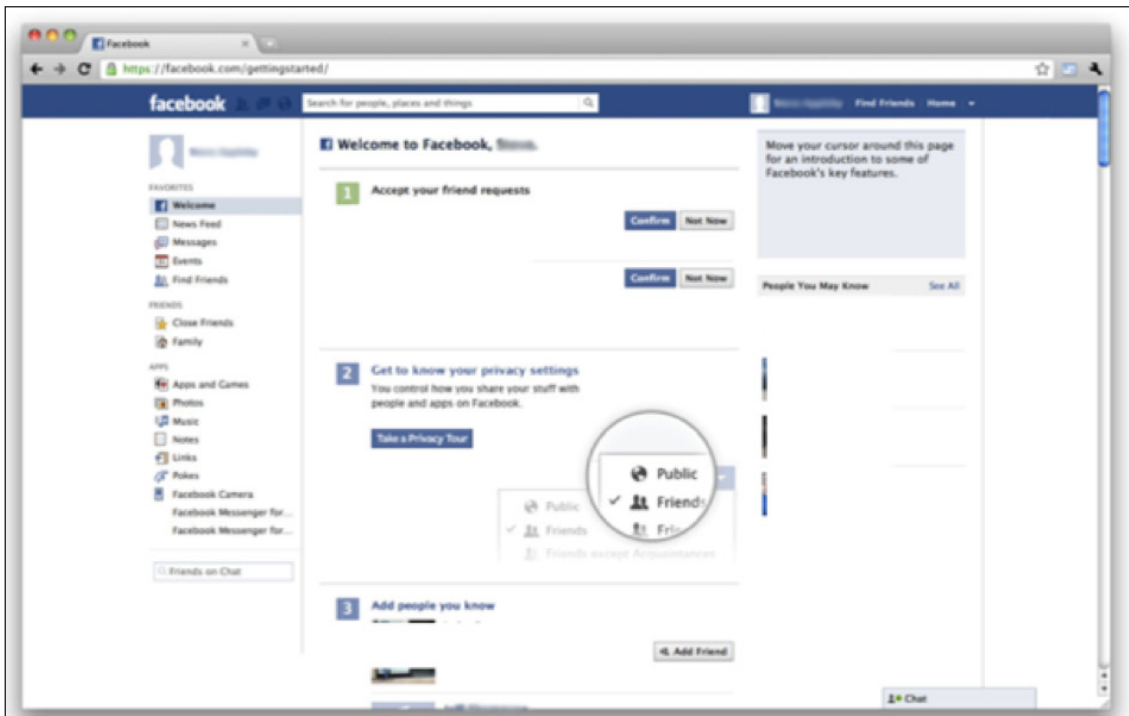 Facebook
https://facebook.com/gettingstarted/
facebook
Search for people, places and things
Find Friends Home
FAVORITES
Welcome
News Feed
Messages
Events
Find Friends
FRIENDS
Close Friends
Family
APPS
Apps and Games
Photos
Music
Notes
Links
Pokes
Facebook Camera
Facebook Messenger for...
Facebook Messenger for...
Friends on Chat
Welcome to Facebook,
1 Accept your friend requests
Confirm Not Now
Confirm Not Now
2 Get to know your privacy settings
You control how you share your stuff with
people and apps on Facebook.
Take a Privacy Tour
Public
Friends
Public
Friends
Friends except Acquaintances
3 Add people you know
Add Friend
Move your cursor around this page
for an introduction to some of
Facebook's key features.
People You May Know See All
Chat